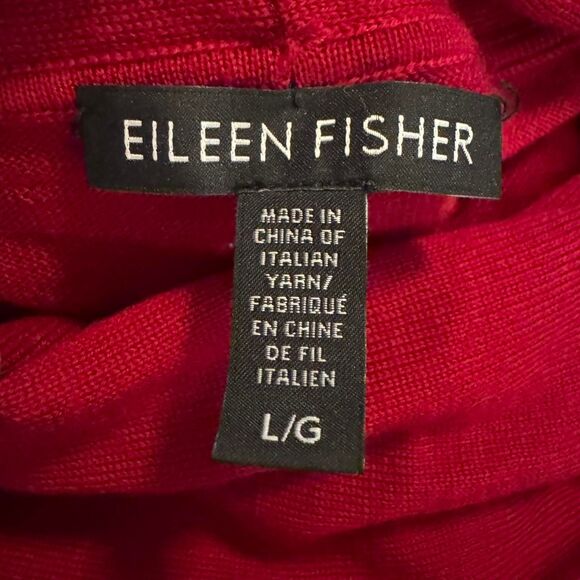 EILEEN FISHER
MADE IN
CHINA OF
ITALIAN
YARN/
FABRIQUÉ
EN CHINE
DE FIL
ITALIEN
L/G